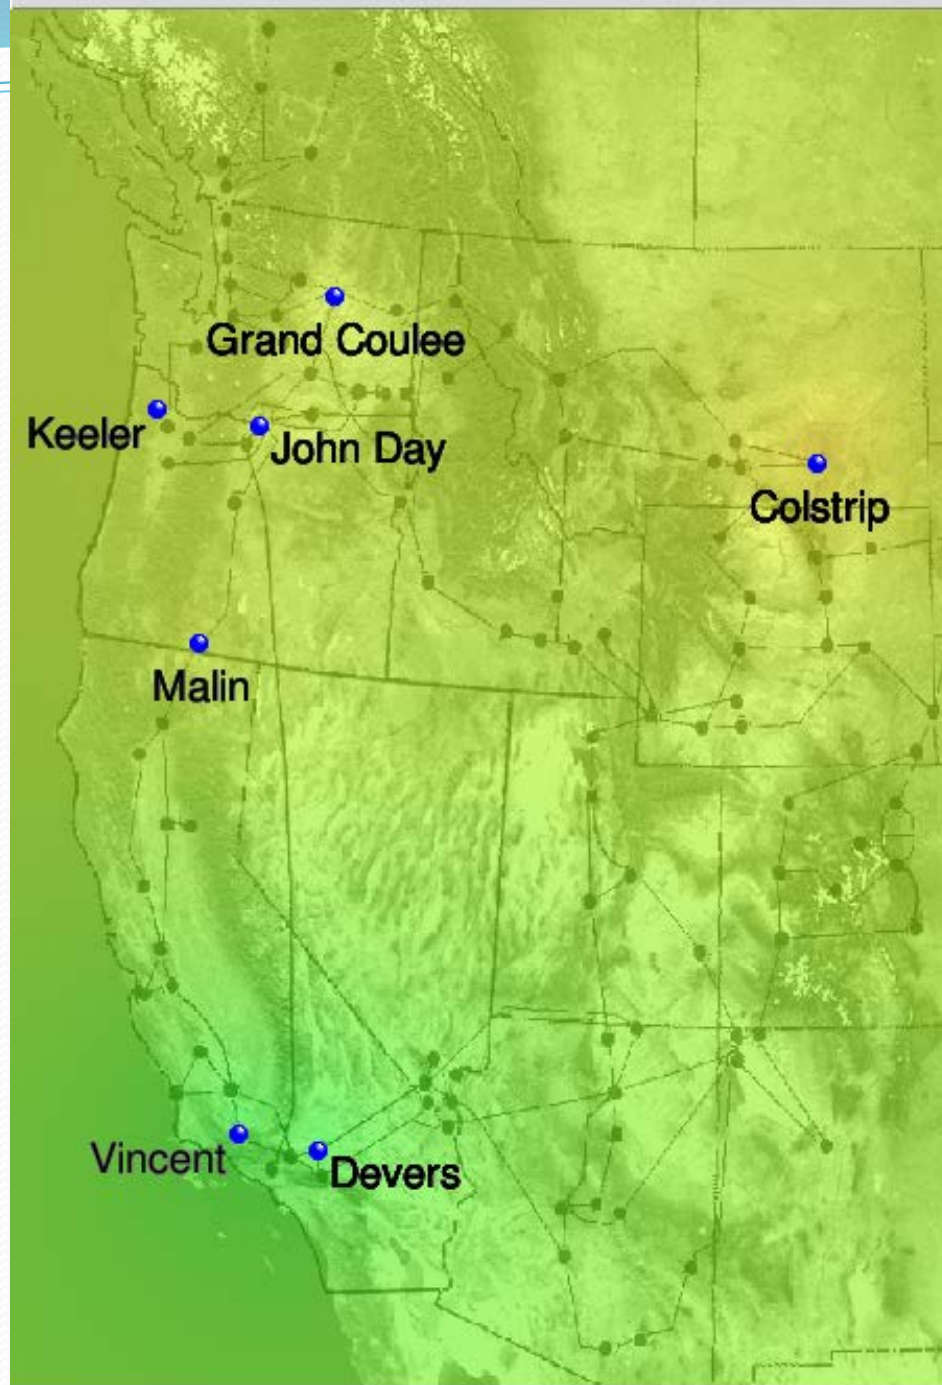 Grand Coulee
Keeler
John Day
Colstrip
Malin
Vincent
Devers